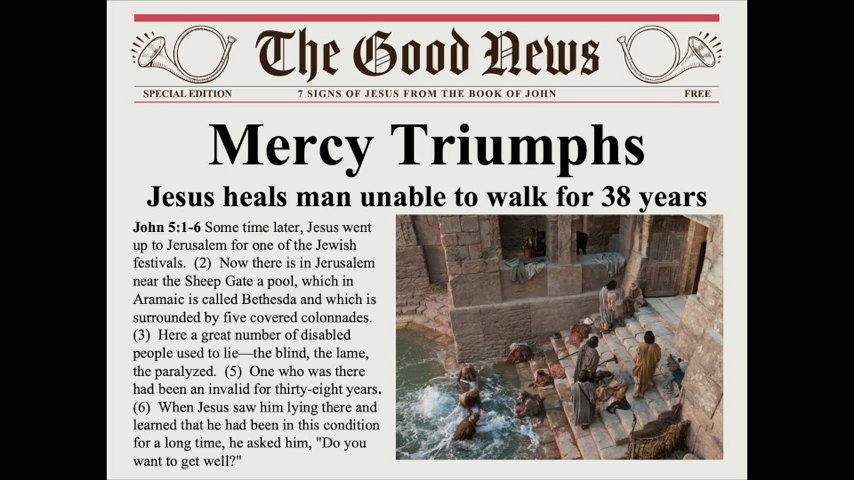 The Good News
SPECIAL EDITION 7 SIGNS OF JESUS FROM THE BOOK OF JOHN FREE
Mercy Triumphs
Jesus heals man unable to walk for 38 years
John 5:1-6 Some time later, Jesus went
up to Jerusalem for one of the Jewish
festivals. (2) Now there is in Jerusalem
near the Sheep Gate a pool, which in
Aramaic is called Bethesda and which is
surrounded by five covered colonnades.
(3) Here a great number of disabled
people used to lie—the blind, the lame,
the paralyzed. (5) One who was there
had been an invalid for thirty-eight years.
(6) When Jesus saw him lying there and
learned that he had been in this condition
for a long time, he asked him, "Do you
want to get well?"